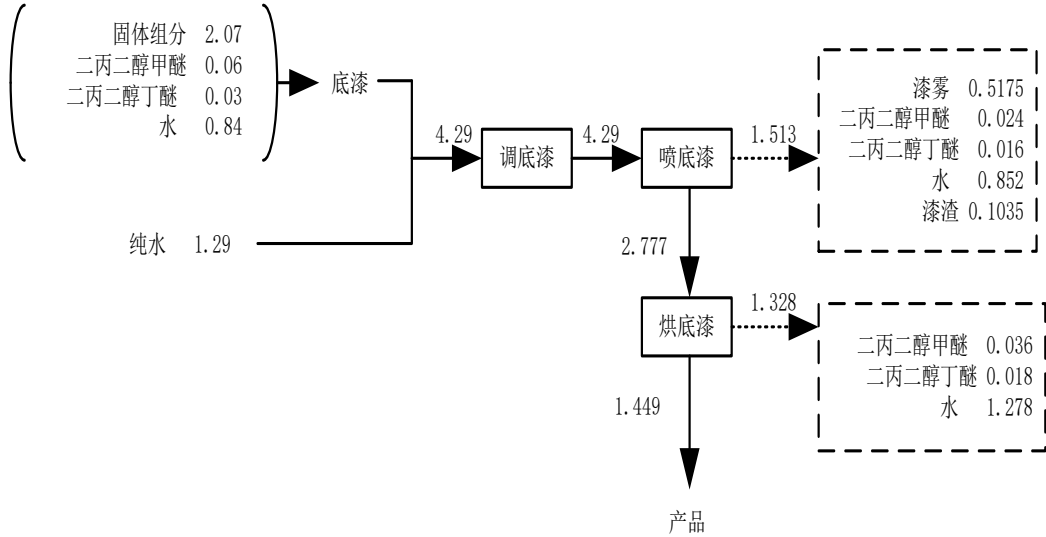 固体组分 2.07
二丙二醇甲醚 0.06
二丙二醇丁醚 0.03
水 0.84
底漆
纯水 1.29
4.29
调底漆
4.29
喷底漆
1.513
漆雾 0.5175
二丙二醇甲醚 0.024
二丙二醇丁醚 0.016
水 0.852
漆渣 0.1035
2.777
烘底漆
1.328
二丙二醇甲醚 0.036
二丙二醇丁醚 0.018
水 1.278
1.449
产品